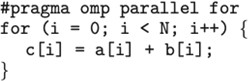 #pragma omp parallel for
for (i = 0; i < N; i++) {
  c[i] = a[i] + b[i];
}